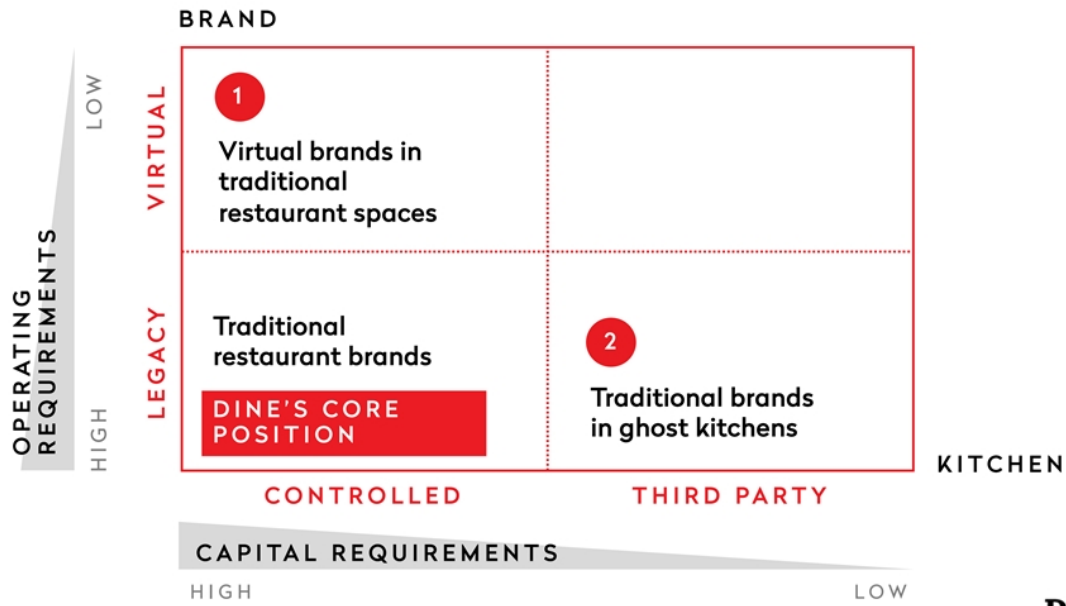 BRAND
LOW
VIRTUAL
1
Virtual brands in
traditional
restaurant spaces
OPERATING
REQUIREMENTS
HIGH
LEGACY
Traditional
restaurant brands
DINE'S CORE
POSITION
2
Traditional brands
in ghost kitchens
KITCHEN
CONTROLLED
THIRD PARTY
CAPITAL REQUIREMENTS
HIGH
LOW